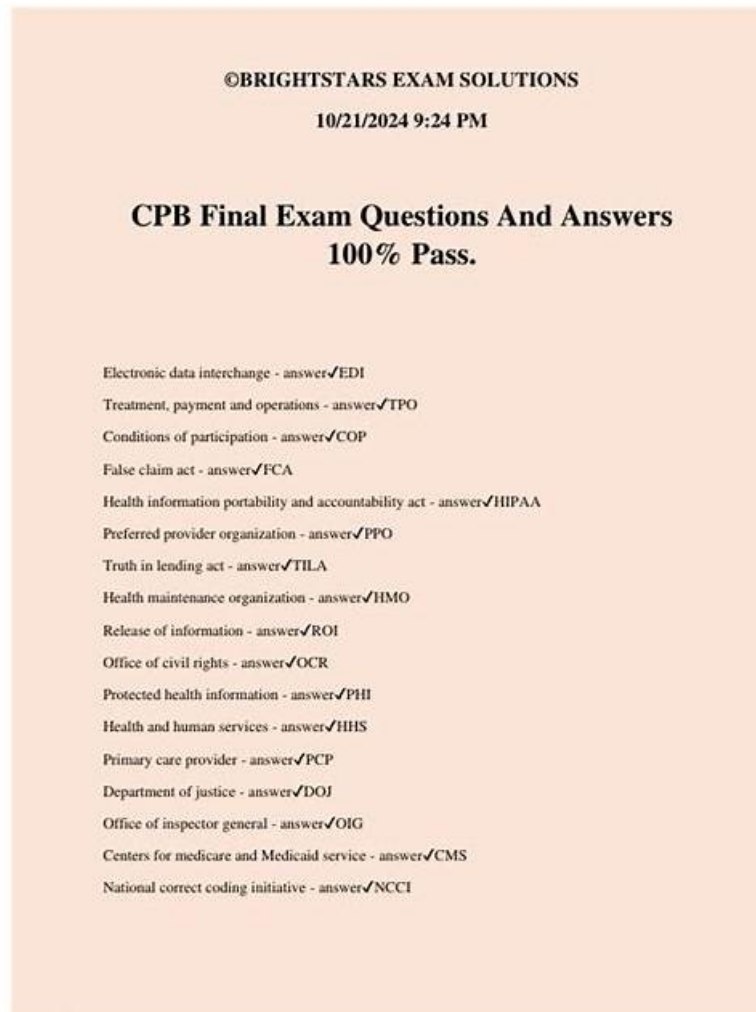 ©BRIGHTSTARS EXAM SOLUTIONS
10/21/2024 9:24 PM
CPB Final Exam Questions And Answers
100% Pass.
Electronic data interchange - answer✓EDI
Treatment, payment and operations - answer✓TPO
Conditions of participation - answer✓COP
False claim act - answer✓FCA
Health information portability and accountability act - answer✓HIPAA
Preferred provider organization - answer✓PPO
Truth in lending act - answer✓TILA
Health maintenance organization - answer✓HMO
Release of information - answer✓ROI
Office of civil rights - answer✓OCR
Protected health information - answer✓PHI
Health and human services - answer✓HHS
Primary care provider - answer✓PCP
Department of justice - answer✓DOJ
Office of inspector general - answer✓OIG
Centers for medicare and Medicaid service - answer✓CMS
National correct coding initiative - answer✓NCCI